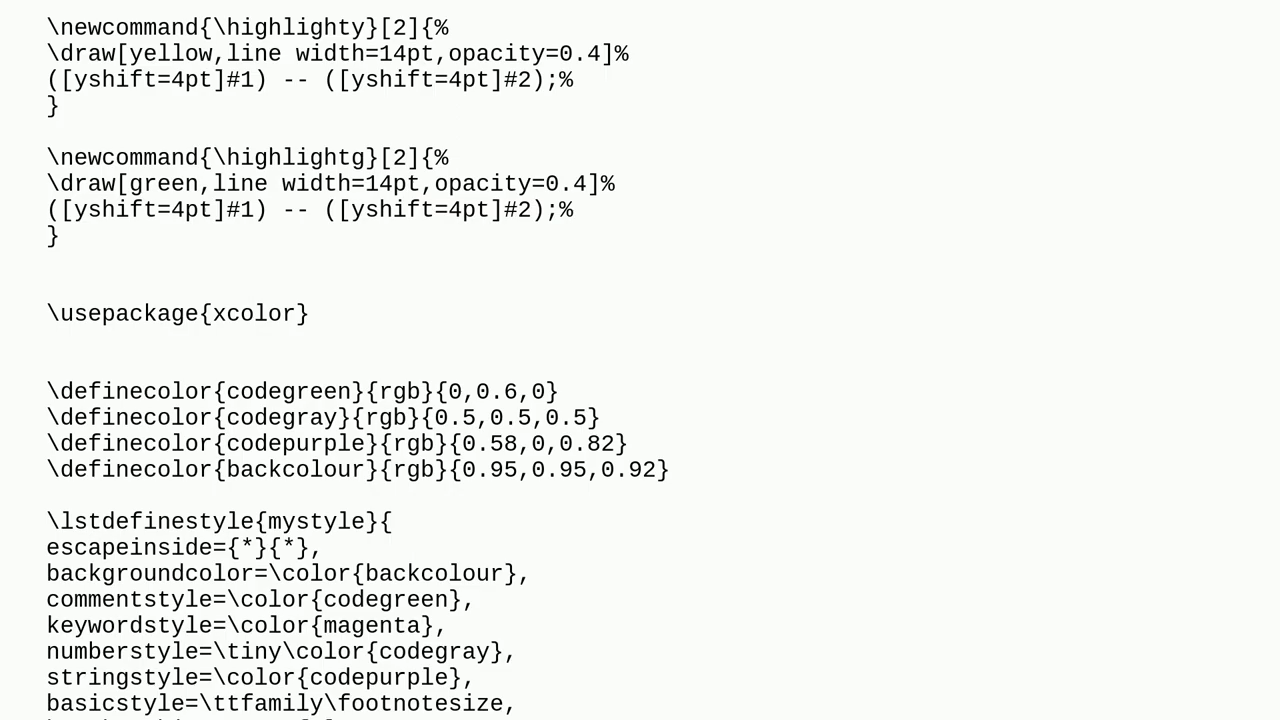 \newcommand{\highlighty}[2]{%
\draw[yellow,line width=14pt,opacity=0.4]%
([yshift=4pt]#1) -- ([yshift=4pt]#2);%
}
\newcommand{\highlightg}[2]{%
\draw[green,line width=14pt,opacity=0.4]%
([yshift=4pt]#1) -- ([yshift=4pt]#2);%
}
\usepackage{xcolor}
\definecolor{codegreen}{rgb}{0,0.6,0}
\definecolor{codegray}{rgb}{0.5,0.5,0.5}
\definecolor{codepurple}{rgb}{0.58,0,0.82}
\definecolor{backcolour}{rgb}{0.95,0.95,0.92}
\lstdefinestyle{mystyle}{
escapeinside={*}{*},
backgroundcolor=\color{backcolour},
commentstyle=\color{codegreen},
keywordstyle=\color{magenta},
numberstyle=\tiny\color{codegray},
stringstyle=\color{codepurple},
basicstyle=\ttfamily\footnotesize,